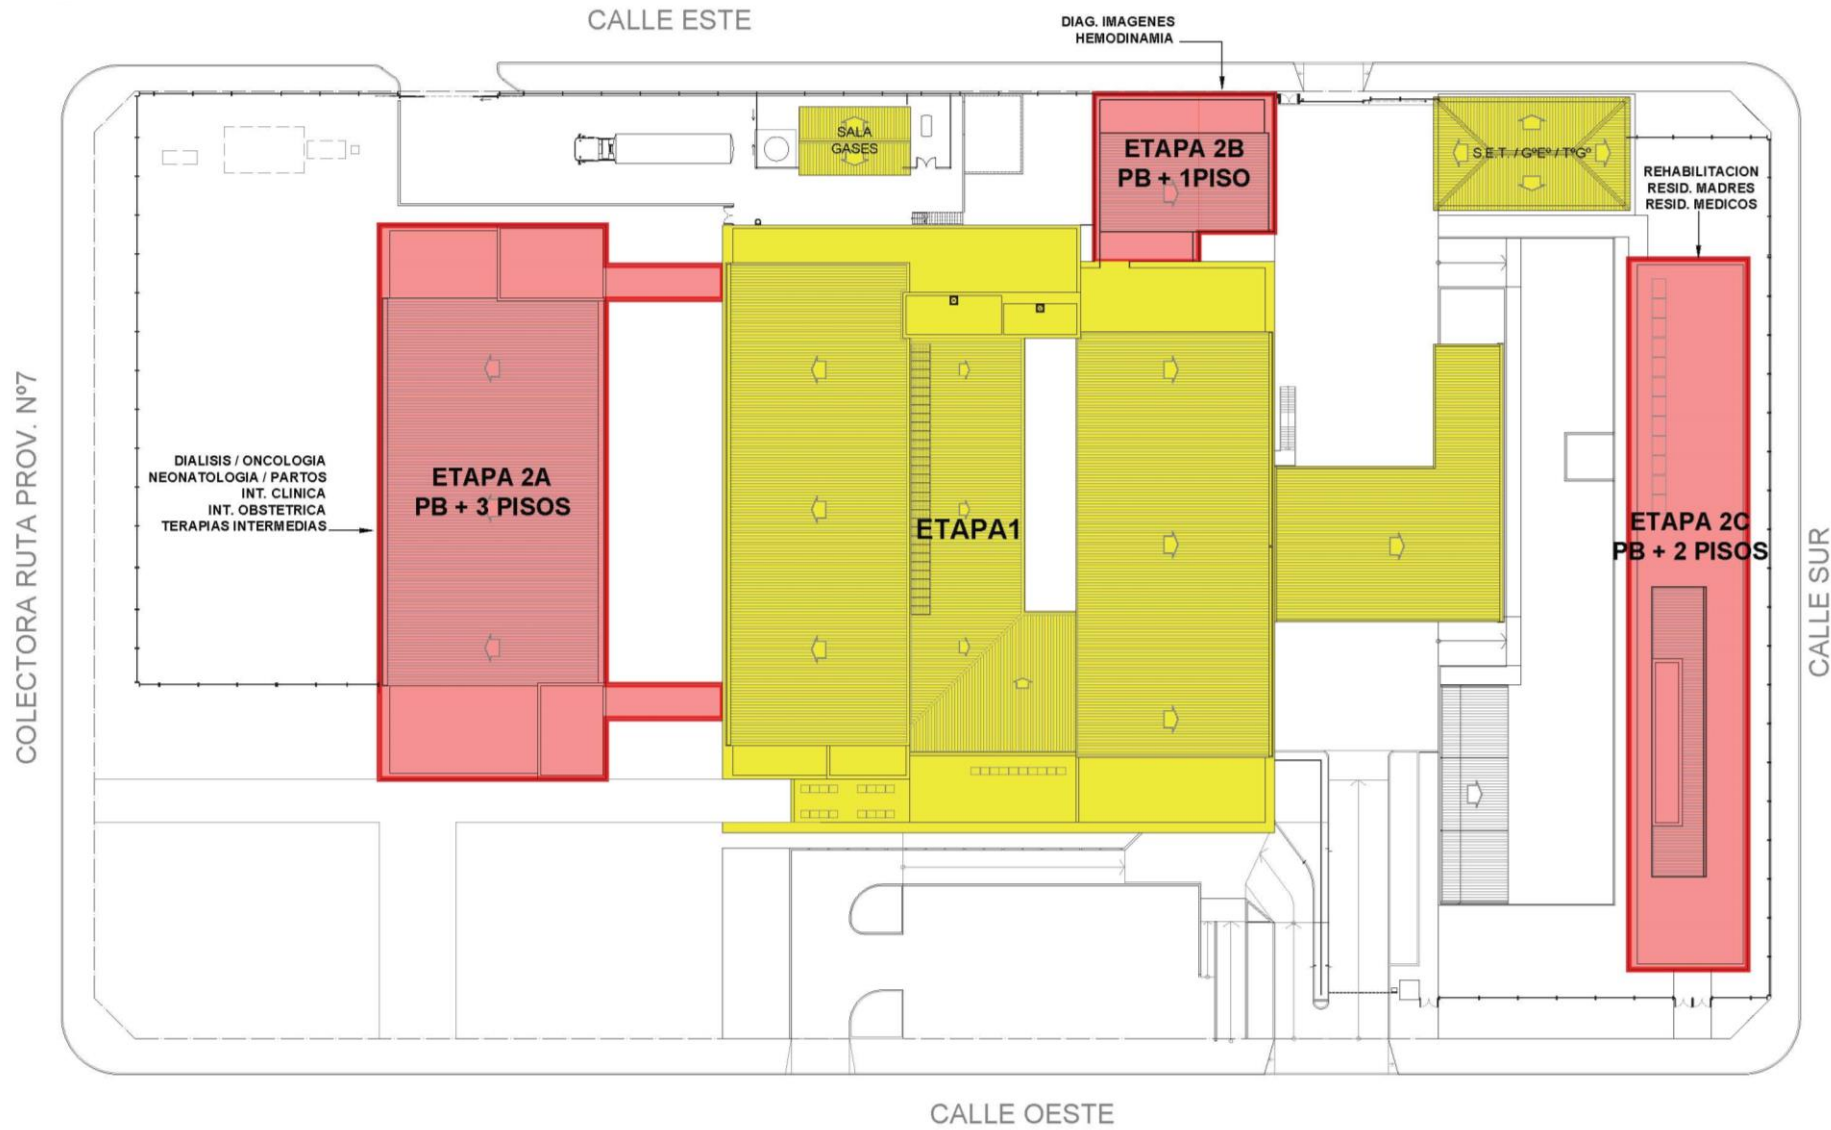 CALLE ESTE
DIAG. IMAGENES
HEMODINAMIA
SALA
GASES
ETAPA 2B
PB + 1PISO
S.E.T. / GºEº / TºGº
REHABILITACION
RESID. MADRES
RESID. MEDICOS
COLECTORA RUTA PROV. Nº7
DIALISIS / ONCOLOGIA
NEONATOLOGIA / PARTOS
INT. CLINICA
INT. OBSTETRICA
TERAPIAS INTERMEDIAS
ETAPA 2A
PB + 3 PISOS
ETAPA1
ETAPA 2C
PB + 2 PISOS
CALLE SUR
CALLE OESTE